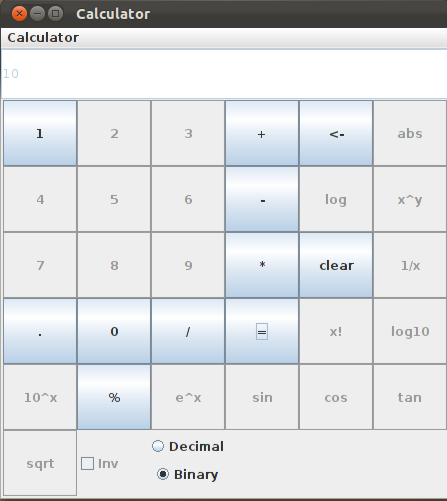 Calculator
Calculator
10
1 2 3 + <- abs
4 5 6 - log x^y
7 8 9 * clear 1/x
. 0 / = x! log10
10^x % e^x sin cos tan
sqrt Inv Decimal
Binary